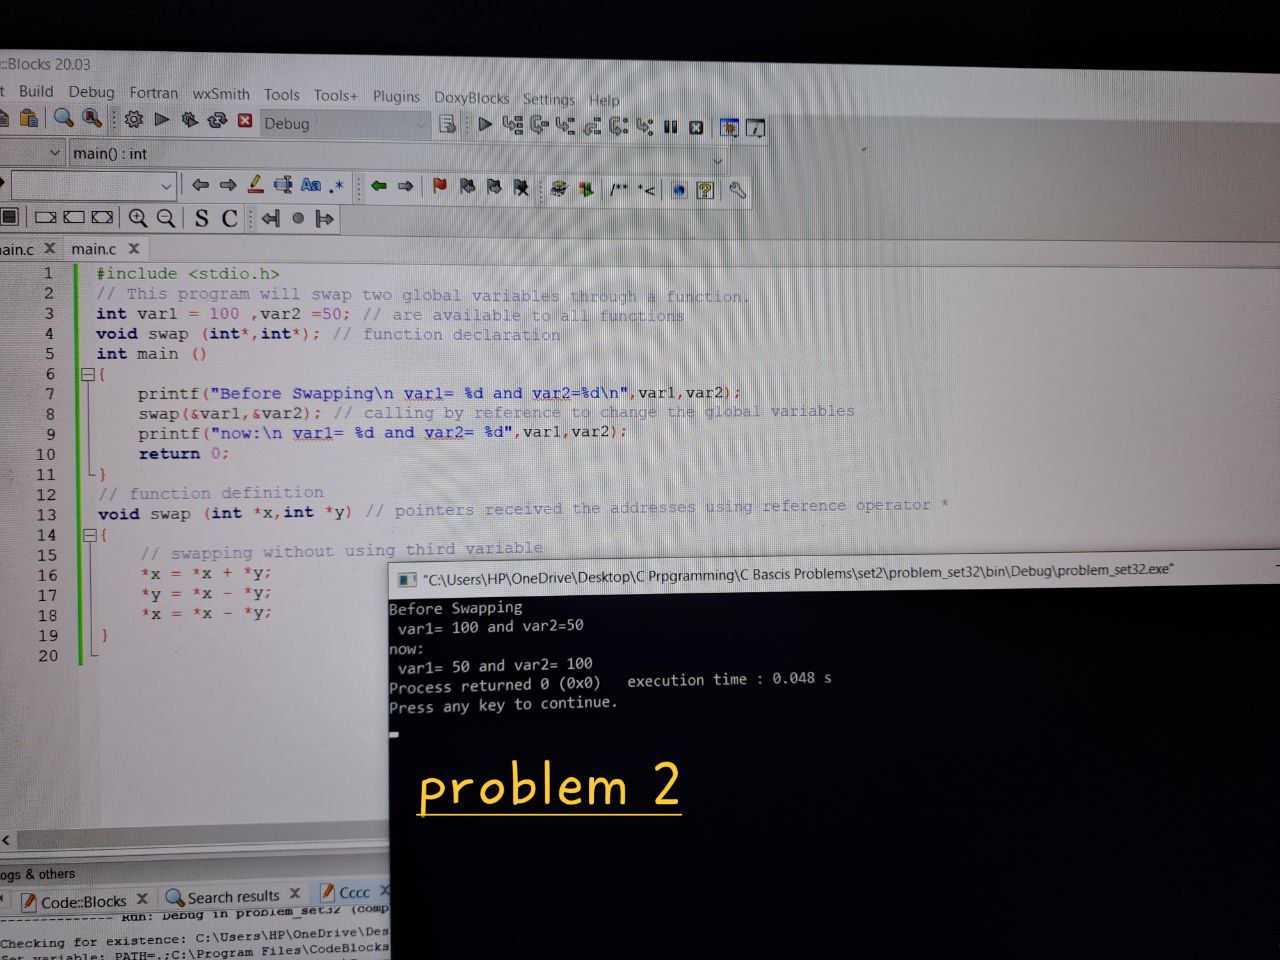 ::Blocks 20.03
Build Debug Fortran wxSmith Tools Tools+ Plugins DoxyBlocks Settings Help
Debug
main() : int
Aa .* /** *<
S C
main.c
1 #include <stdio.h>
2 // This program will swap two global variables through a function.
3 int var1 = 100 ,var2 =50; // are available to all functions
4 void swap (int*,int*); // function declaration
5 int main ()
6 {
7 printf("Before Swapping\n var1= %d and var2=%d\n",var1,var2);
8 swap(&var1,&var2); // calling by reference to change the global variables
9 printf("now:\n var1= %d and var2= %d",var1,var2);
10 return 0;
11 }
12 // function definition
13 void swap (int *x,int *y) // pointers received the addresses using reference operator *
14 {
15 // swapping without using third variable
16 *x = *x + *y;
17 *y = *x - *y;
18 *x = *x - *y;
19 }
20
"C:\Users\HP\OneDrive\Desktop\C Prpgramming\C Bascis Problems\set2\problem_set32\bin\Debug\problem_set32.exe"
Before Swapping
var1= 100 and var2=50
now:
var1= 50 and var2= 100
Process returned 0 (0x0) execution time : 0.048 s
Press any key to continue.
problem 2
ogs & others
Code::Blocks Search results Cccc
Run: Debug in problem_set32 (comp
Checking for existence: C:\Users\HP\OneDrive\Des
Set variable: PATH=.;C:\Program Files\CodeBlocks